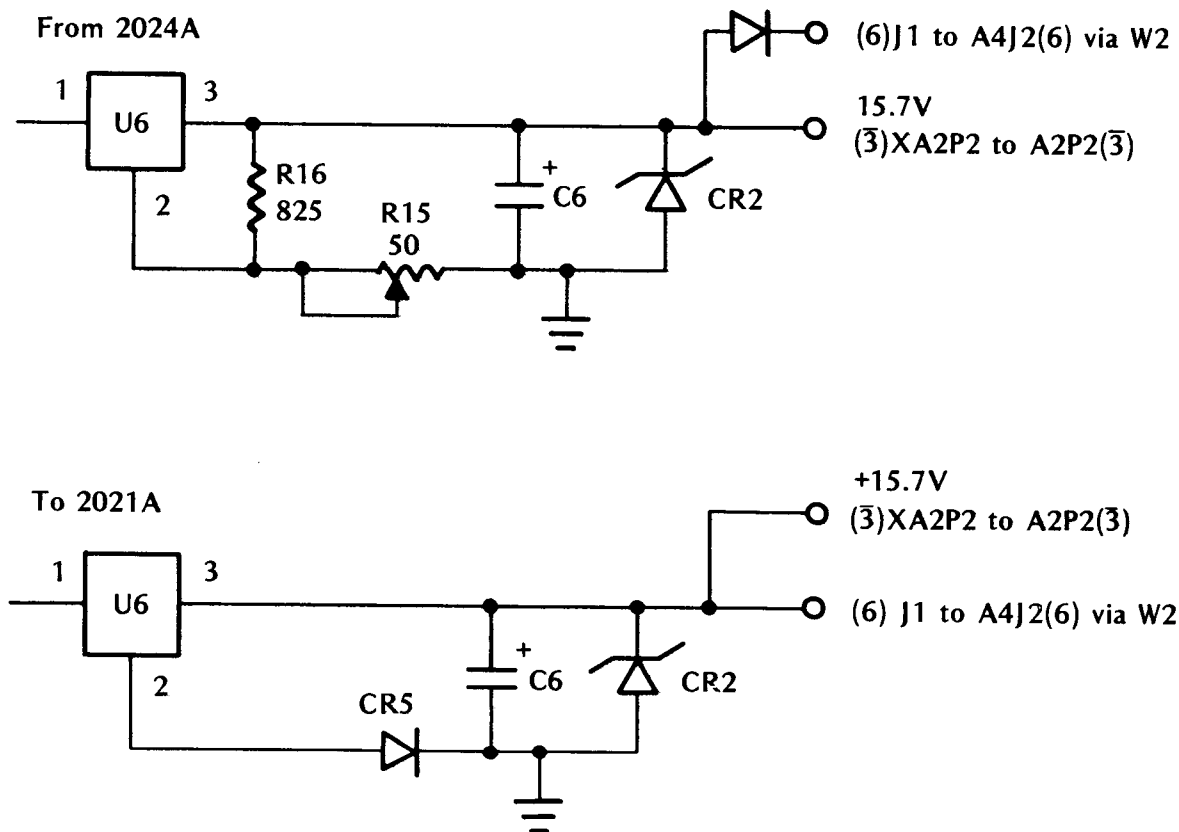 From 2024A
(6)J1 to A4J2(6) via W2
1
U6
3
15.7V
(3̅)XA2P2 to A2P2(3̅)
R16
825
2
R15
50
+
C6
CR2
To 2021A
+15.7V
(3̅)XA2P2 to A2P2(3̅)
1
U6
3
(6) J1 to A4J2(6) via W2
2
CR5
+
C6
CR2